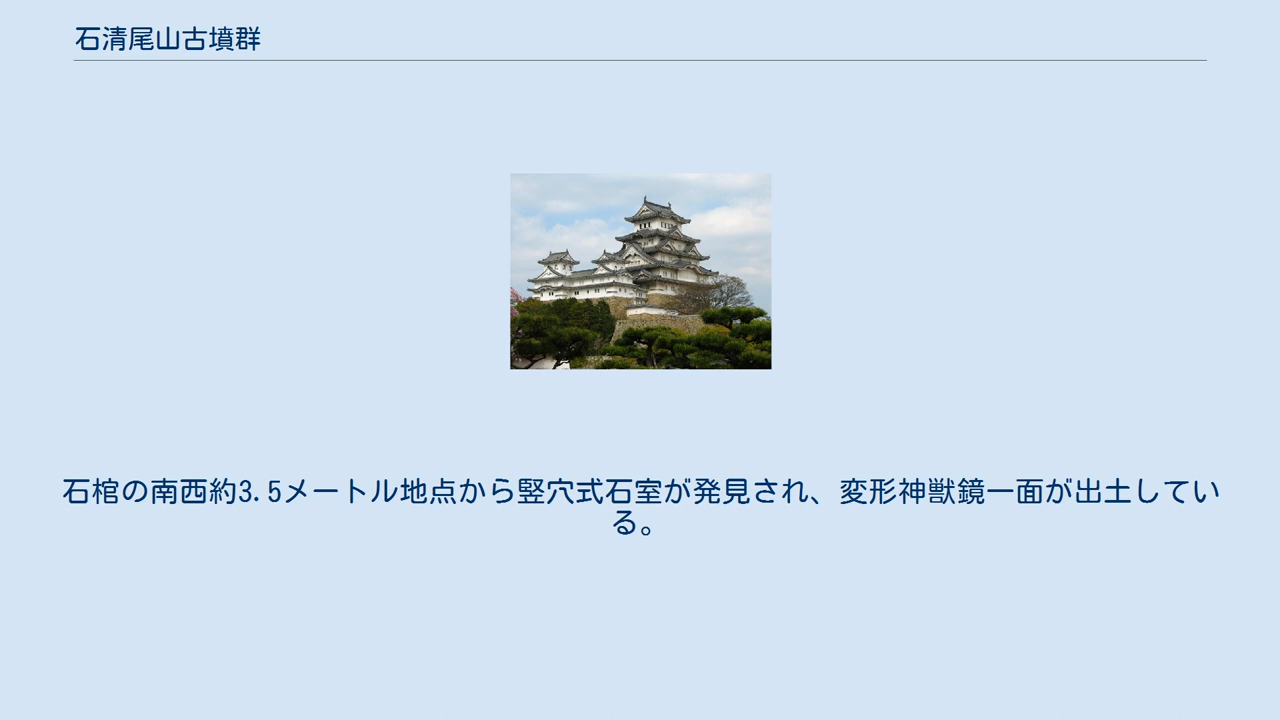 石清尾山古墳群
石棺の南西約3.5メートル地点から竪穴式石室が発見され、変形神獣鏡一面が出土してい
る。